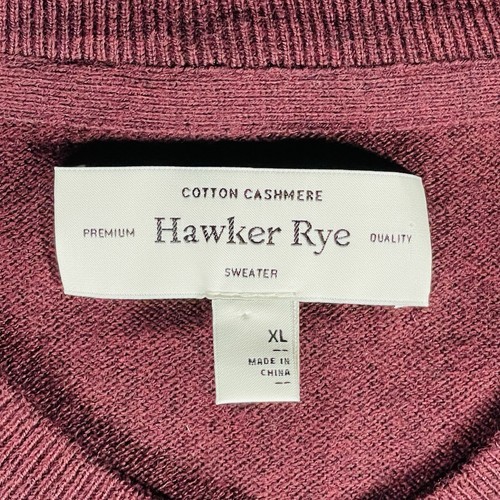 COTTON CASHMERE
PREMIUM Hawker Rye QUALITY
SWEATER
XL
MADE IN
CHINA